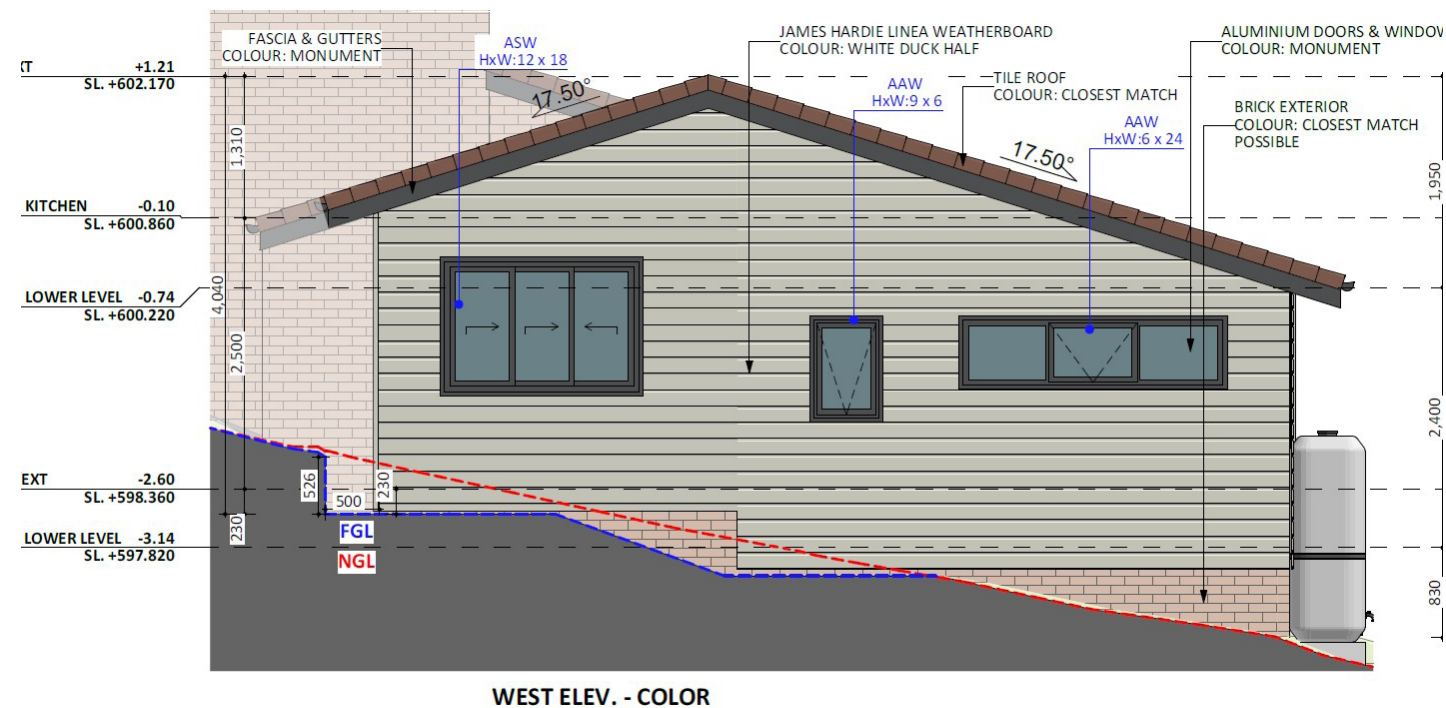 FASCIA & GUTTERS
COLOUR: MONUMENT
ASW
HxW:12 x 18
JAMES HARDIE LINEA WEATHERBOARD
COLOUR: WHITE DUCK HALF
ALUMINIUM DOORS & WINDOW
COLOUR: MONUMENT
XT +1.21
SL. +602.170
17.50°
AAW
HxW:9 x 6
TILE ROOF
COLOUR: CLOSEST MATCH
BRICK EXTERIOR
COLOUR: CLOSEST MATCH
POSSIBLE
AAW
HxW:6 x 24
17.50°
1,310
1,950
KITCHEN -0.10
SL. +600.860
LOWER LEVEL -0.74
SL. +600.220
4,040
2,500
2,400
EXT -2.60
SL. +598.360
526
500
230
230
FGL
LOWER LEVEL -3.14
SL. +597.820
NGL
830
WEST ELEV. - COLOR